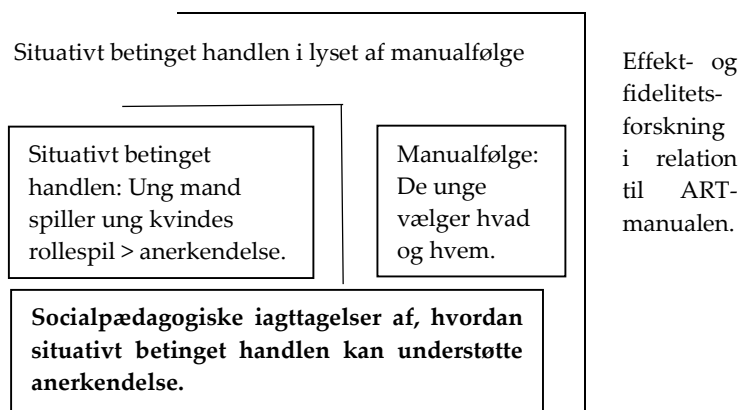 Situativt betinget handlen i lyset af manualfølge
Situativt betinget
handlen: Ung mand
spiller ung kvindes
rollespil > anerkendelse.
Manualfølge:
De unge
vælger hvad
og hvem.
Socialpædagogiske iagttagelser af, hvordan
situativt betinget handlen kan understøtte
anerkendelse.
Effekt- og
fidelitets-
forskning
i relation
til ART-
manualen.